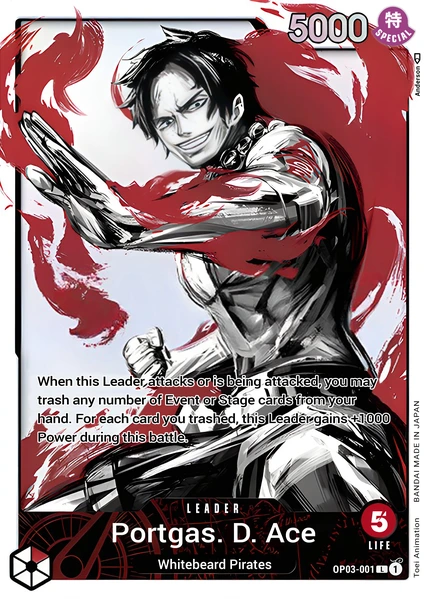 5000
特
SPECIAL
Anderson
When this Leader attacks or is being attacked, you may
trash any number of Event or Stage cards from your
hand. For each card you trashed, this Leader gains +1000
Power during this battle.
LEADER
Portgas. D. Ace
Whitebeard Pirates
5
LIFE
OP03-001 L 1
Toei Animation BANDAI MADE IN JAPAN